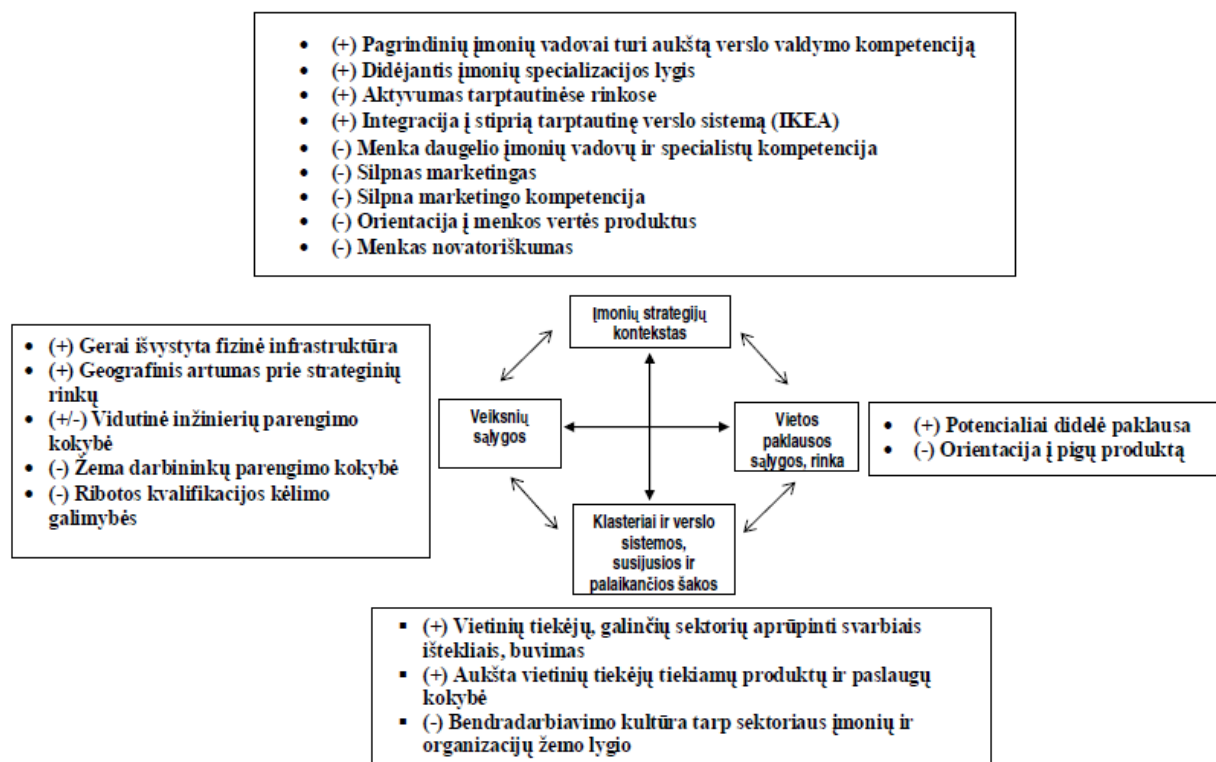 • (+) Pagrindinių įmonių vadovai turi aukštą verslo valdymo kompetenciją
• (+) Didėjantis įmonių specializacijos lygis
• (+) Aktyvumas tarptautinėse rinkose
• (+) Integracija į stiprią tarptautinę verslo sistemą (IKEA)
• (-) Menka daugelio įmonių vadovų ir specialistų kompetencija
• (-) Silpnas marketingas
• (-) Silpna marketingo kompetencija
• (-) Orientacija į menkos vertės produktus
• (-) Menkas novatoriškumas
Įmonių strategijų
kontekstas
• (+) Gerai išvystyta fizinė infrastruktūra
• (+) Geografinis artumas prie strateginių
rinkų
• (+/-) Vidutinė inžinierių parengimo
kokybė
• (-) Žema darbininkų parengimo kokybė
• (-) Ribotos kvalifikacijos kėlimo
galimybės
Veiksnių
sąlygos
Vietos
paklausos
sąlygos, rinka
• (+) Potencialiai didelė paklausa
• (-) Orientacija į pigų produktą
Klasteriai ir verslo
sistemos,
susijusios ir
palaikančios šakos
▪ (+) Vietinių tiekėjų, galinčių sektorių aprūpinti svarbiais
ištekliais, buvimas
▪ (+) Aukšta vietinių tiekėjų tiekiamų produktų ir paslaugų
kokybė
▪ (-) Bendradarbiavimo kultūra tarp sektoriaus įmonių ir
organizacijų žemo lygio